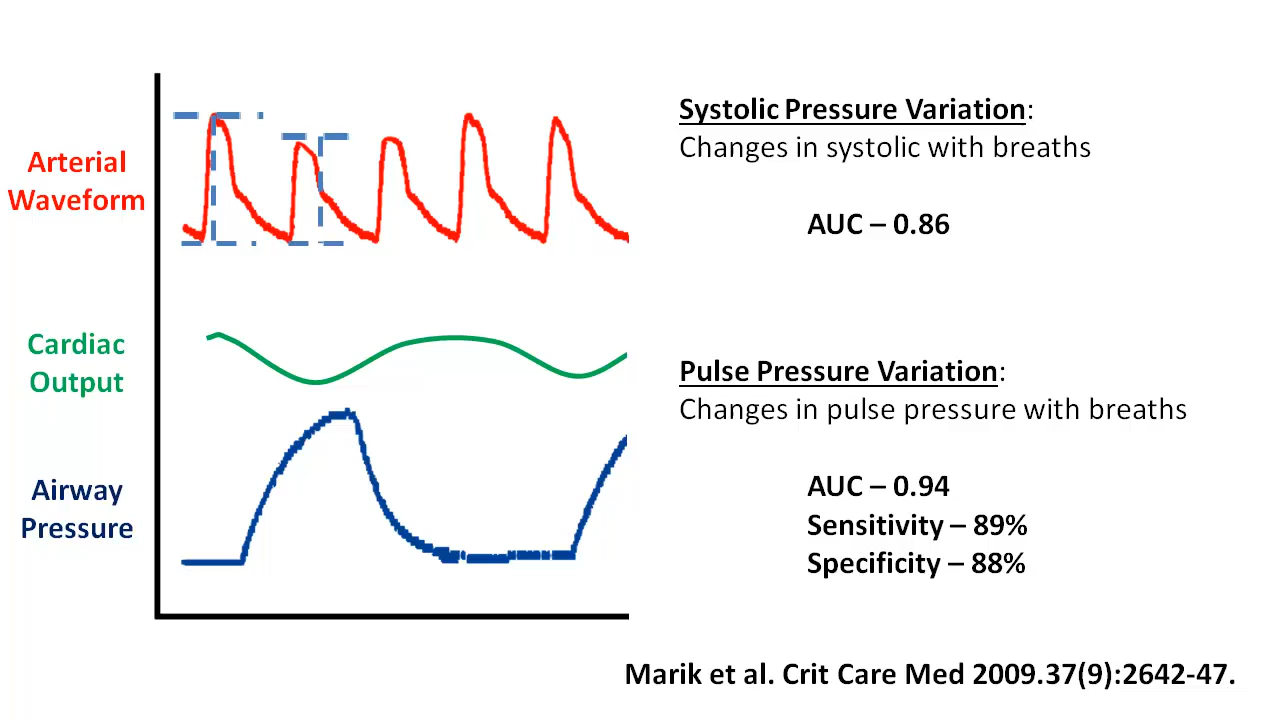 Arterial
Waveform
Cardiac
Output
Airway
Pressure
Systolic Pressure Variation:
Changes in systolic with breaths
AUC – 0.86
Pulse Pressure Variation:
Changes in pulse pressure with breaths
AUC – 0.94
Sensitivity – 89%
Specificity – 88%
Marik et al. Crit Care Med 2009.37(9):2642-47.